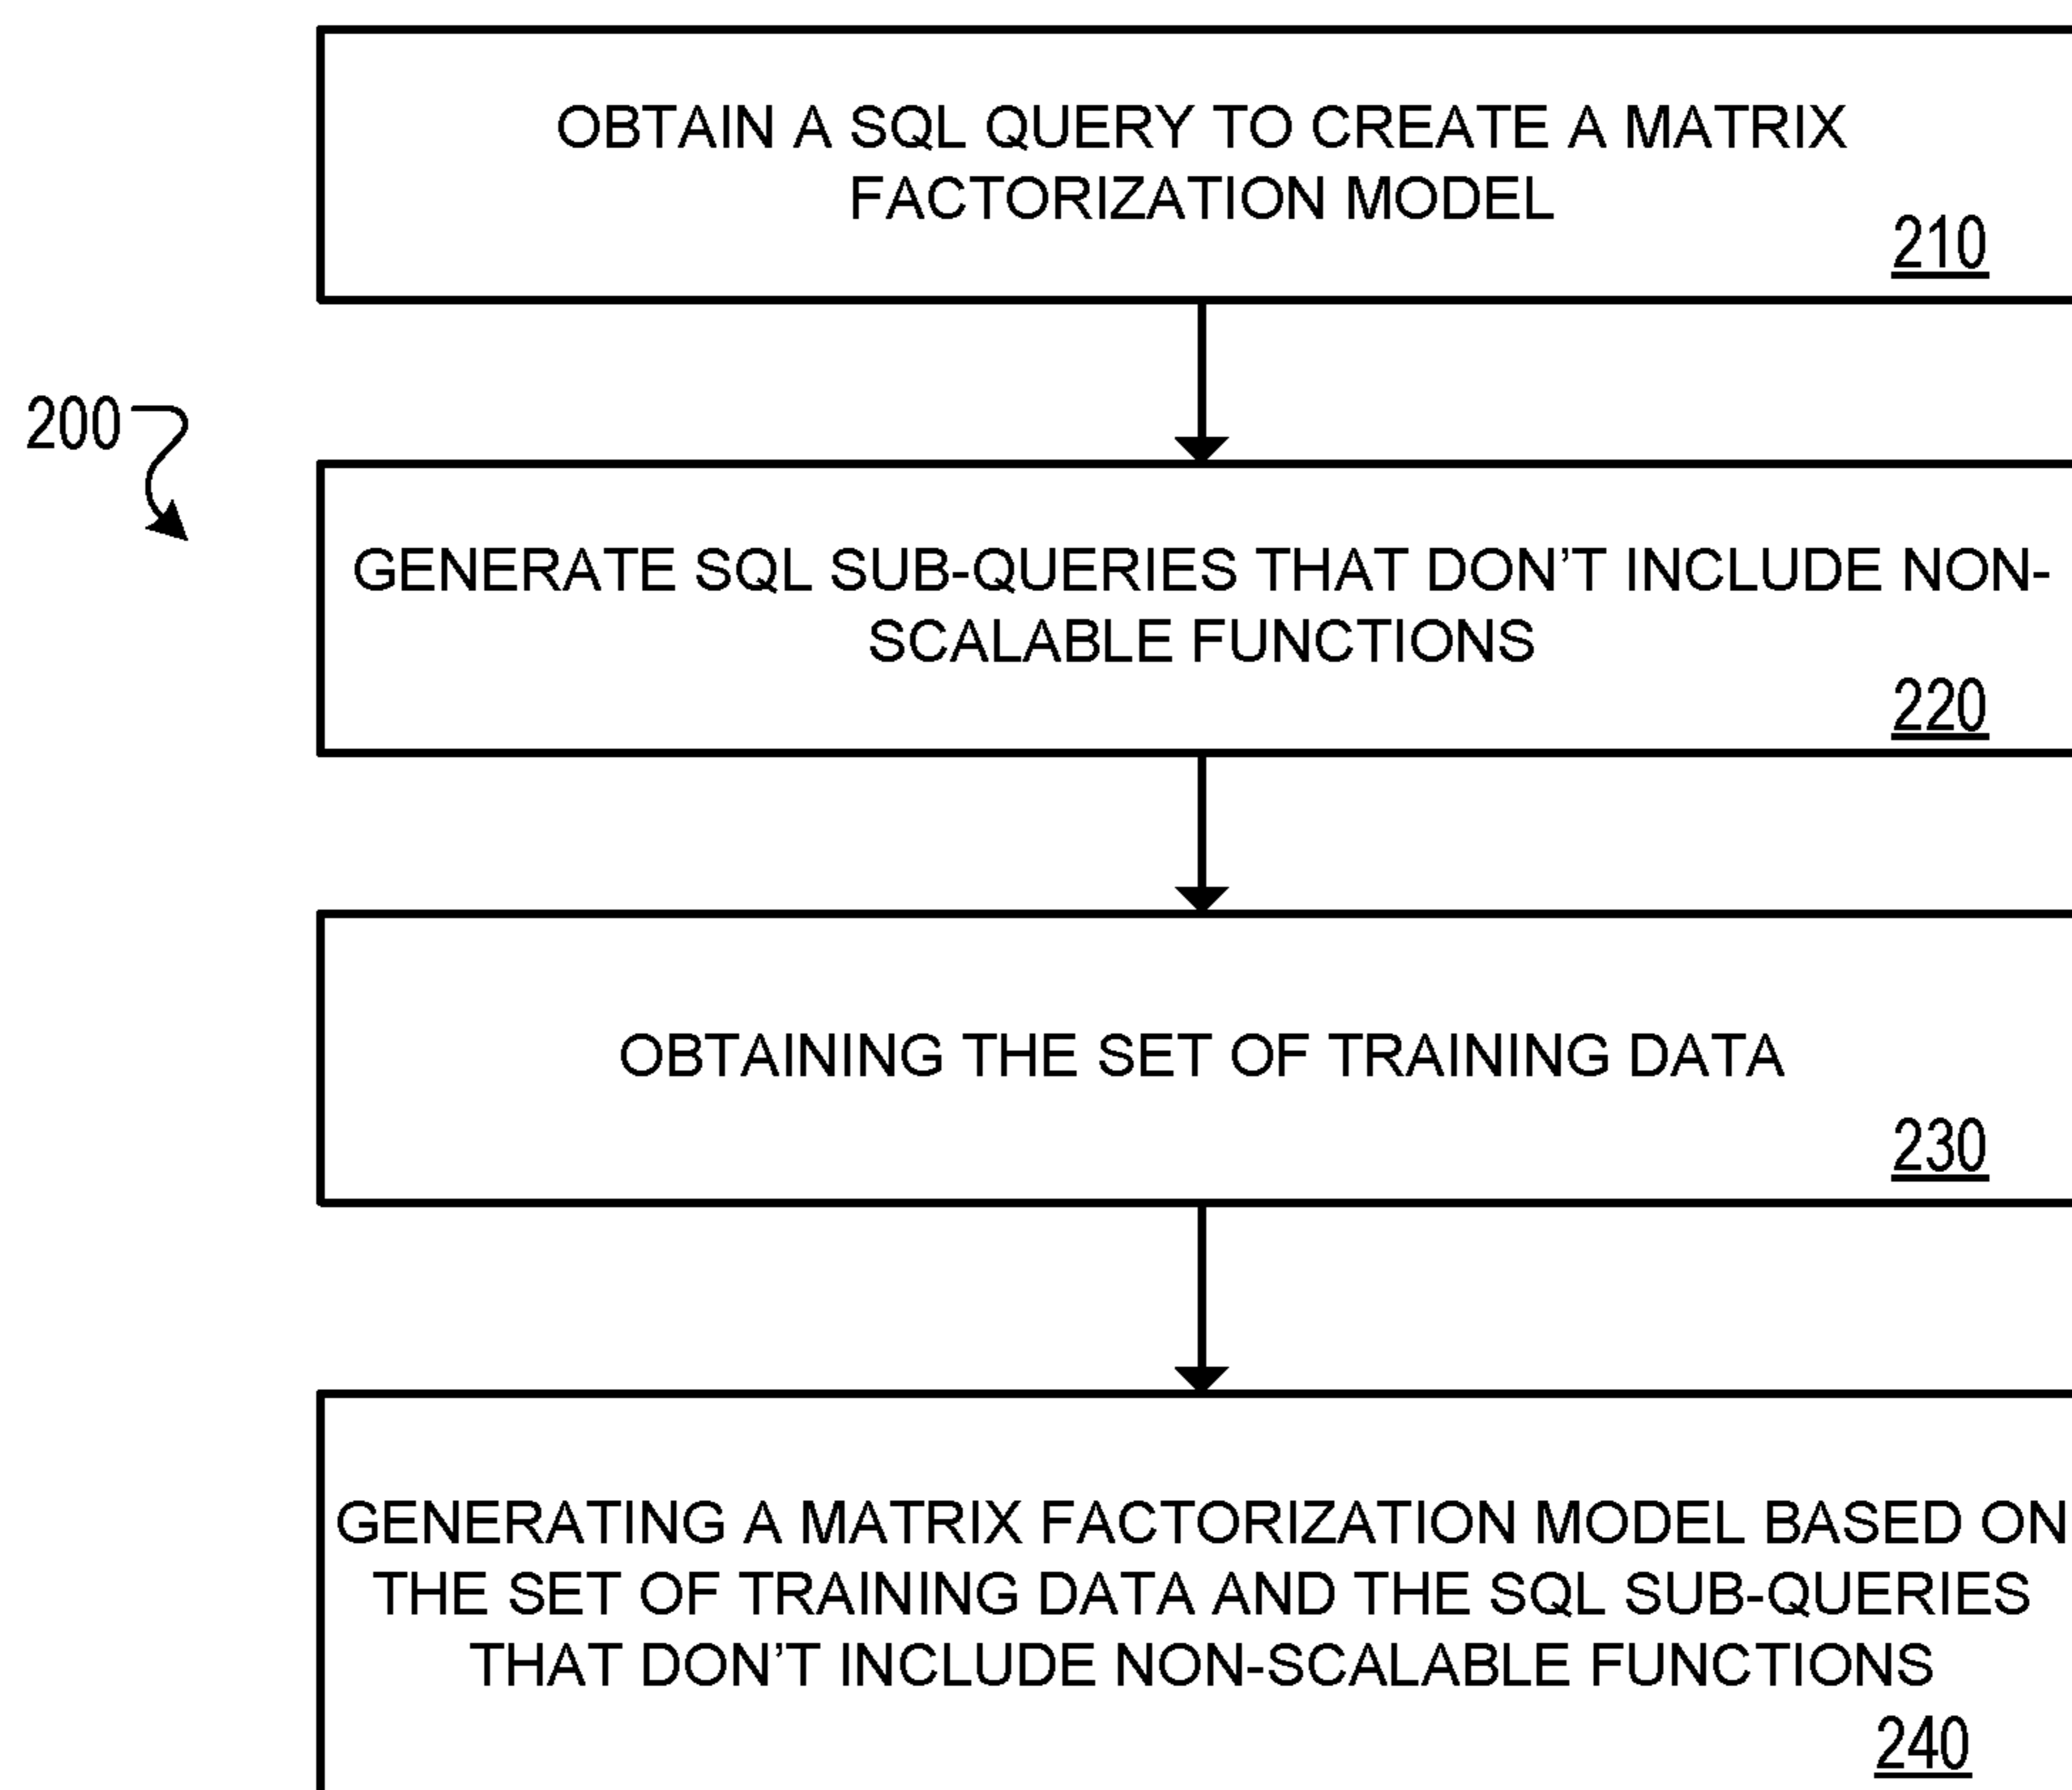 OBTAIN A SQL QUERY TO CREATE A MATRIX
FACTORIZATION MODEL
210
200
GENERATE SQL SUB-QUERIES THAT DON'T INCLUDE NON-
SCALABLE FUNCTIONS
220
OBTAINING THE SET OF TRAINING DATA
230
GENERATING A MATRIX FACTORIZATION MODEL BASED ON
THE SET OF TRAINING DATA AND THE SQL SUB-QUERIES
THAT DON'T INCLUDE NON-SCALABLE FUNCTIONS
240